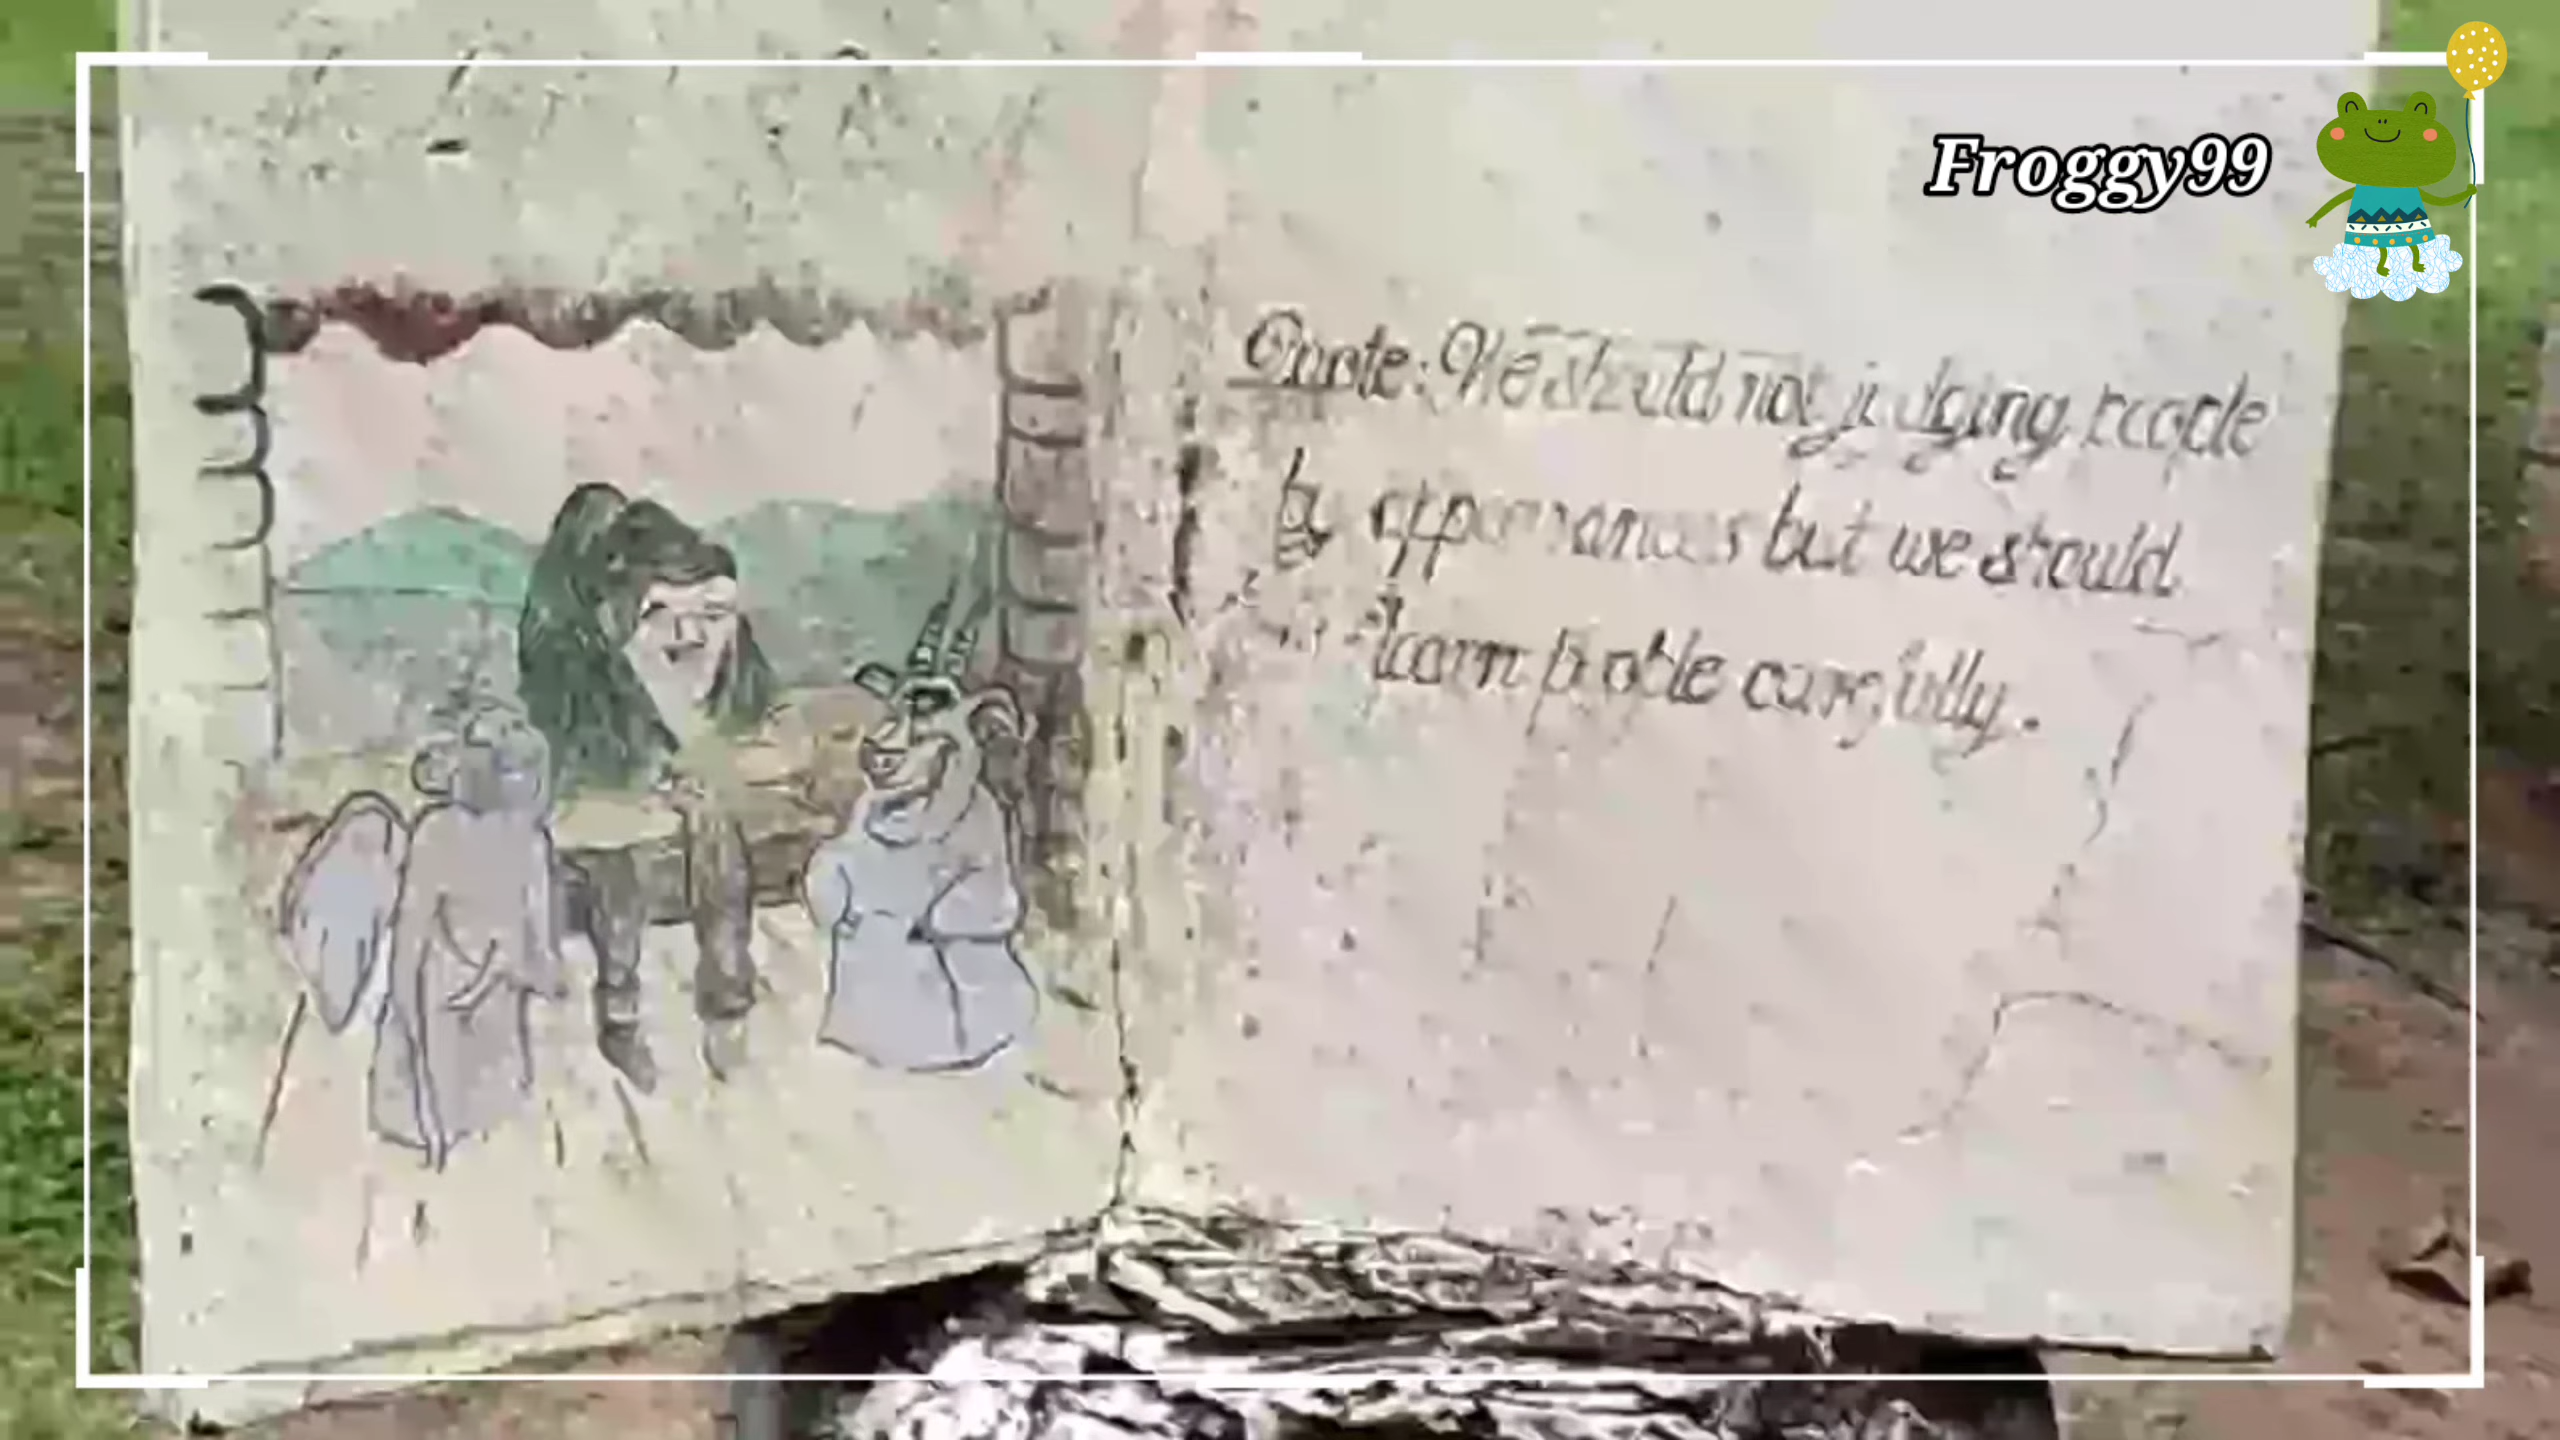 Froggy99
Quote: We should not judging people
by appearances but we should
learn people carefully.